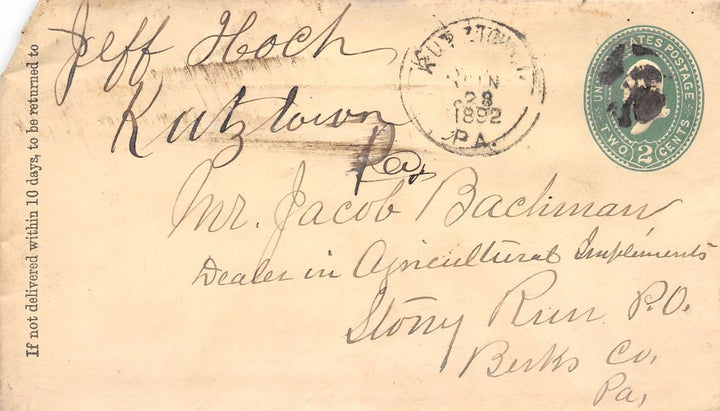 If not delivered within 10 days, to be returned to
Jeff Hoch
Kutztown
Pa
KUTZTOWN
28
1892
PA.
UNITED STATES POSTAGE
TWO 2 CENTS
Mr. Jacob Bachman
Dealer in Agricultural Implements
Stony Run P.O.
Berks Co.
Pa.